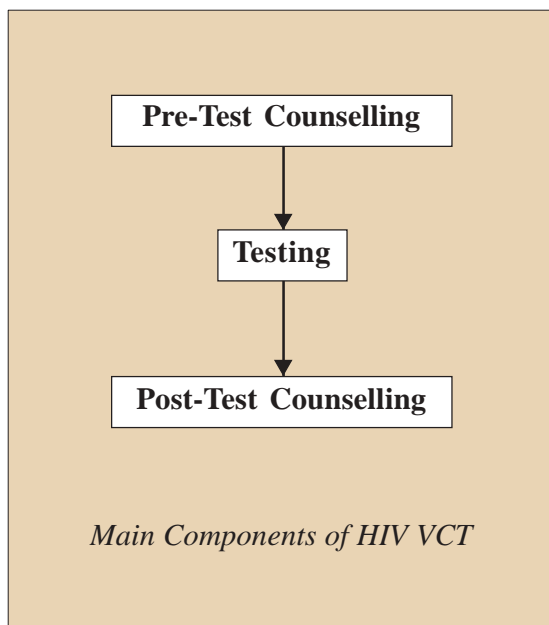 Pre-Test Counselling
Testing
Post-Test Counselling
Main Components of HIV VCT